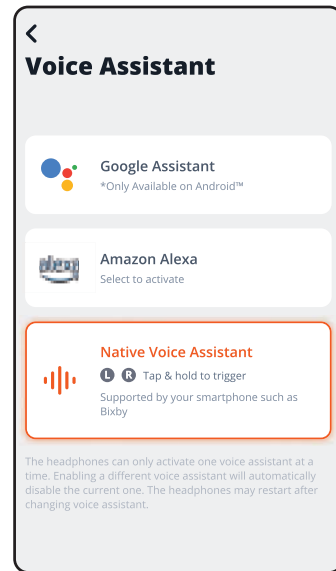 Voice Assistant
Google Assistant
*Only Available on Android™
alexa
Amazon Alexa
Select to activate
Native Voice Assistant
L R Tap & hold to trigger
Supported by your smartphone such as
Bixby
The headphones can only activate one voice assistant at a
time. Enabling a different voice assistant will automatically
disable the current one. The headphones may restart after
changing voice assistant.